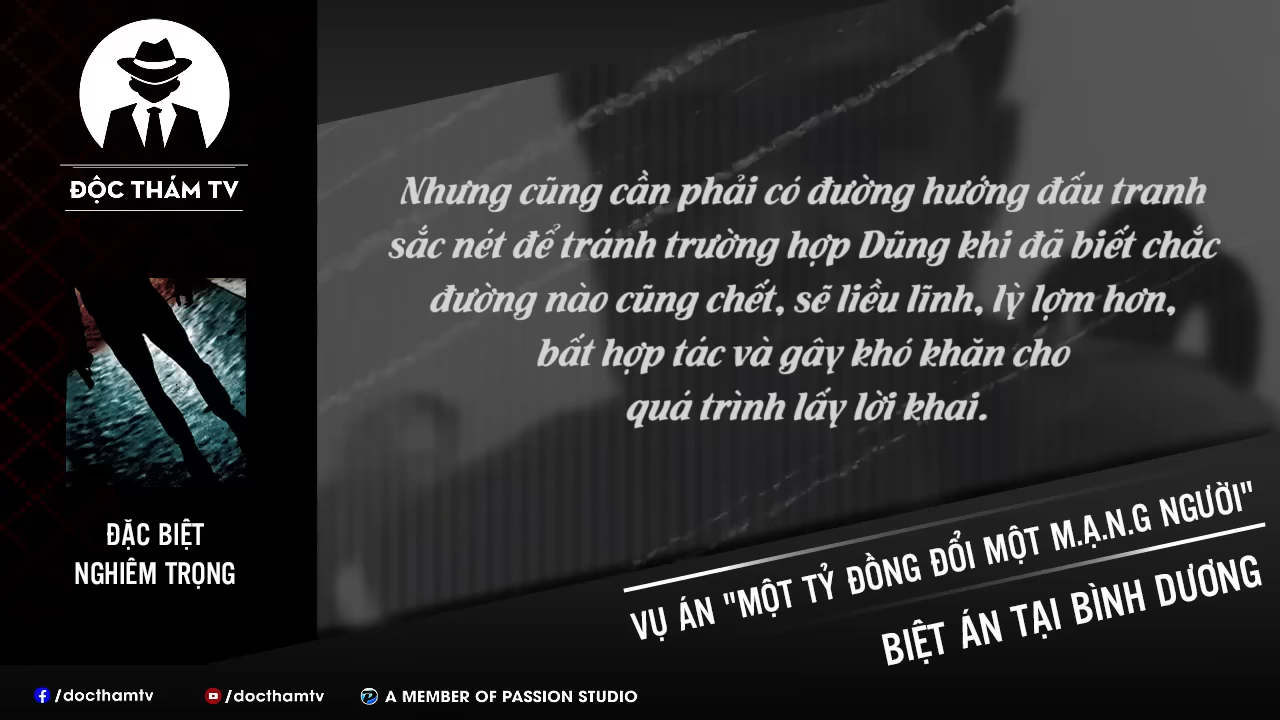 ĐỘC THÁM TV
ĐẶC BIỆT
NGHIÊM TRỌNG
Nhưng cũng cần phải có đường hướng đấu tranh
sắc nét để tránh trường hợp Dũng khi đã biết chắc
đường nào cũng chết, sẽ liều lĩnh, lỳ lợm hơn,
bất hợp tác và gây khó khăn cho
quá trình lấy lời khai.
VỤ ÁN "MỘT TỶ ĐỒNG ĐỔI MỘT M.Ạ.N.G NGƯỜI"
BIỆT ÁN TẠI BÌNH DƯƠNG
/docthamtv
/docthamtv
A MEMBER OF PASSION STUDIO